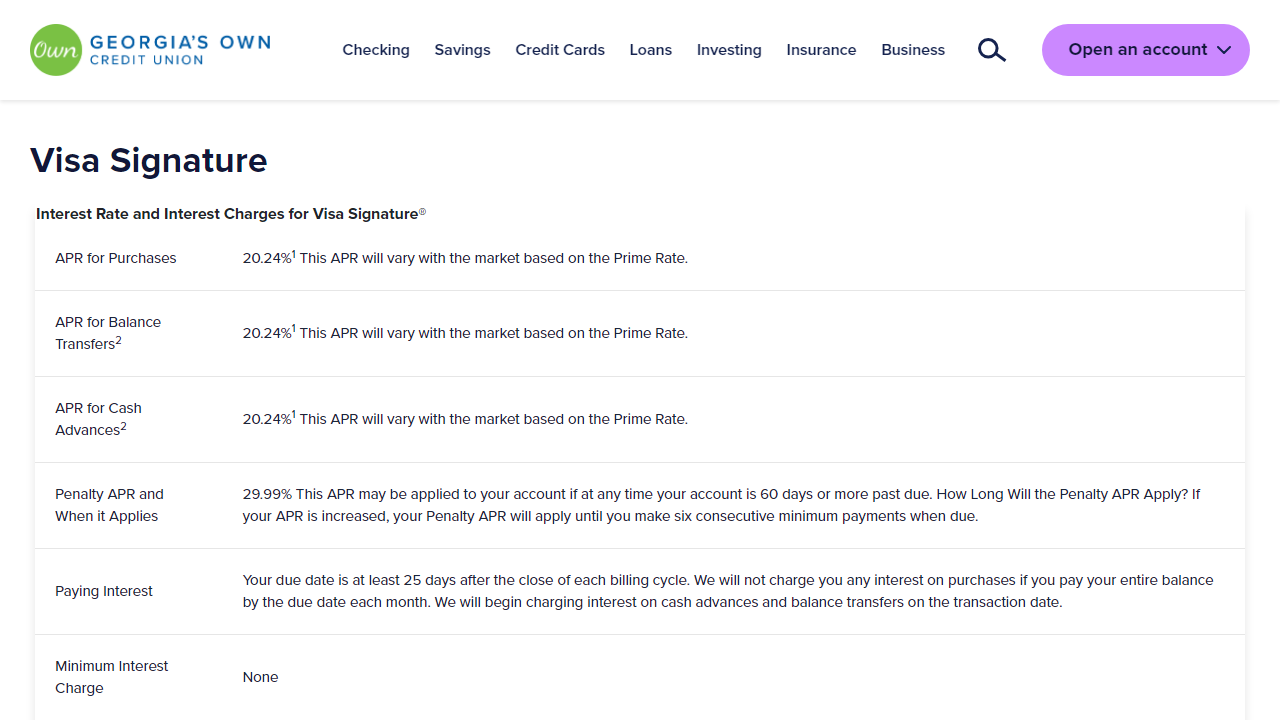 Own GEORGIA'S OWN
CREDIT UNION
Checking Savings Credit Cards Loans Investing Insurance Business Open an account
Visa Signature
Interest Rate and Interest Charges for Visa Signature®
APR for Purchases 20.24%¹ This APR will vary with the market based on the Prime Rate.
APR for Balance
Transfers²
20.24%¹ This APR will vary with the market based on the Prime Rate.
APR for Cash
Advances²
20.24%¹ This APR will vary with the market based on the Prime Rate.
Penalty APR and
When it Applies
29.99% This APR may be applied to your account if at any time your account is 60 days or more past due. How Long Will the Penalty APR Apply? If
your APR is increased, your Penalty APR will apply until you make six consecutive minimum payments when due.
Paying Interest
Your due date is at least 25 days after the close of each billing cycle. We will not charge you any interest on purchases if you pay your entire balance
by the due date each month. We will begin charging interest on cash advances and balance transfers on the transaction date.
Minimum Interest
Charge
None